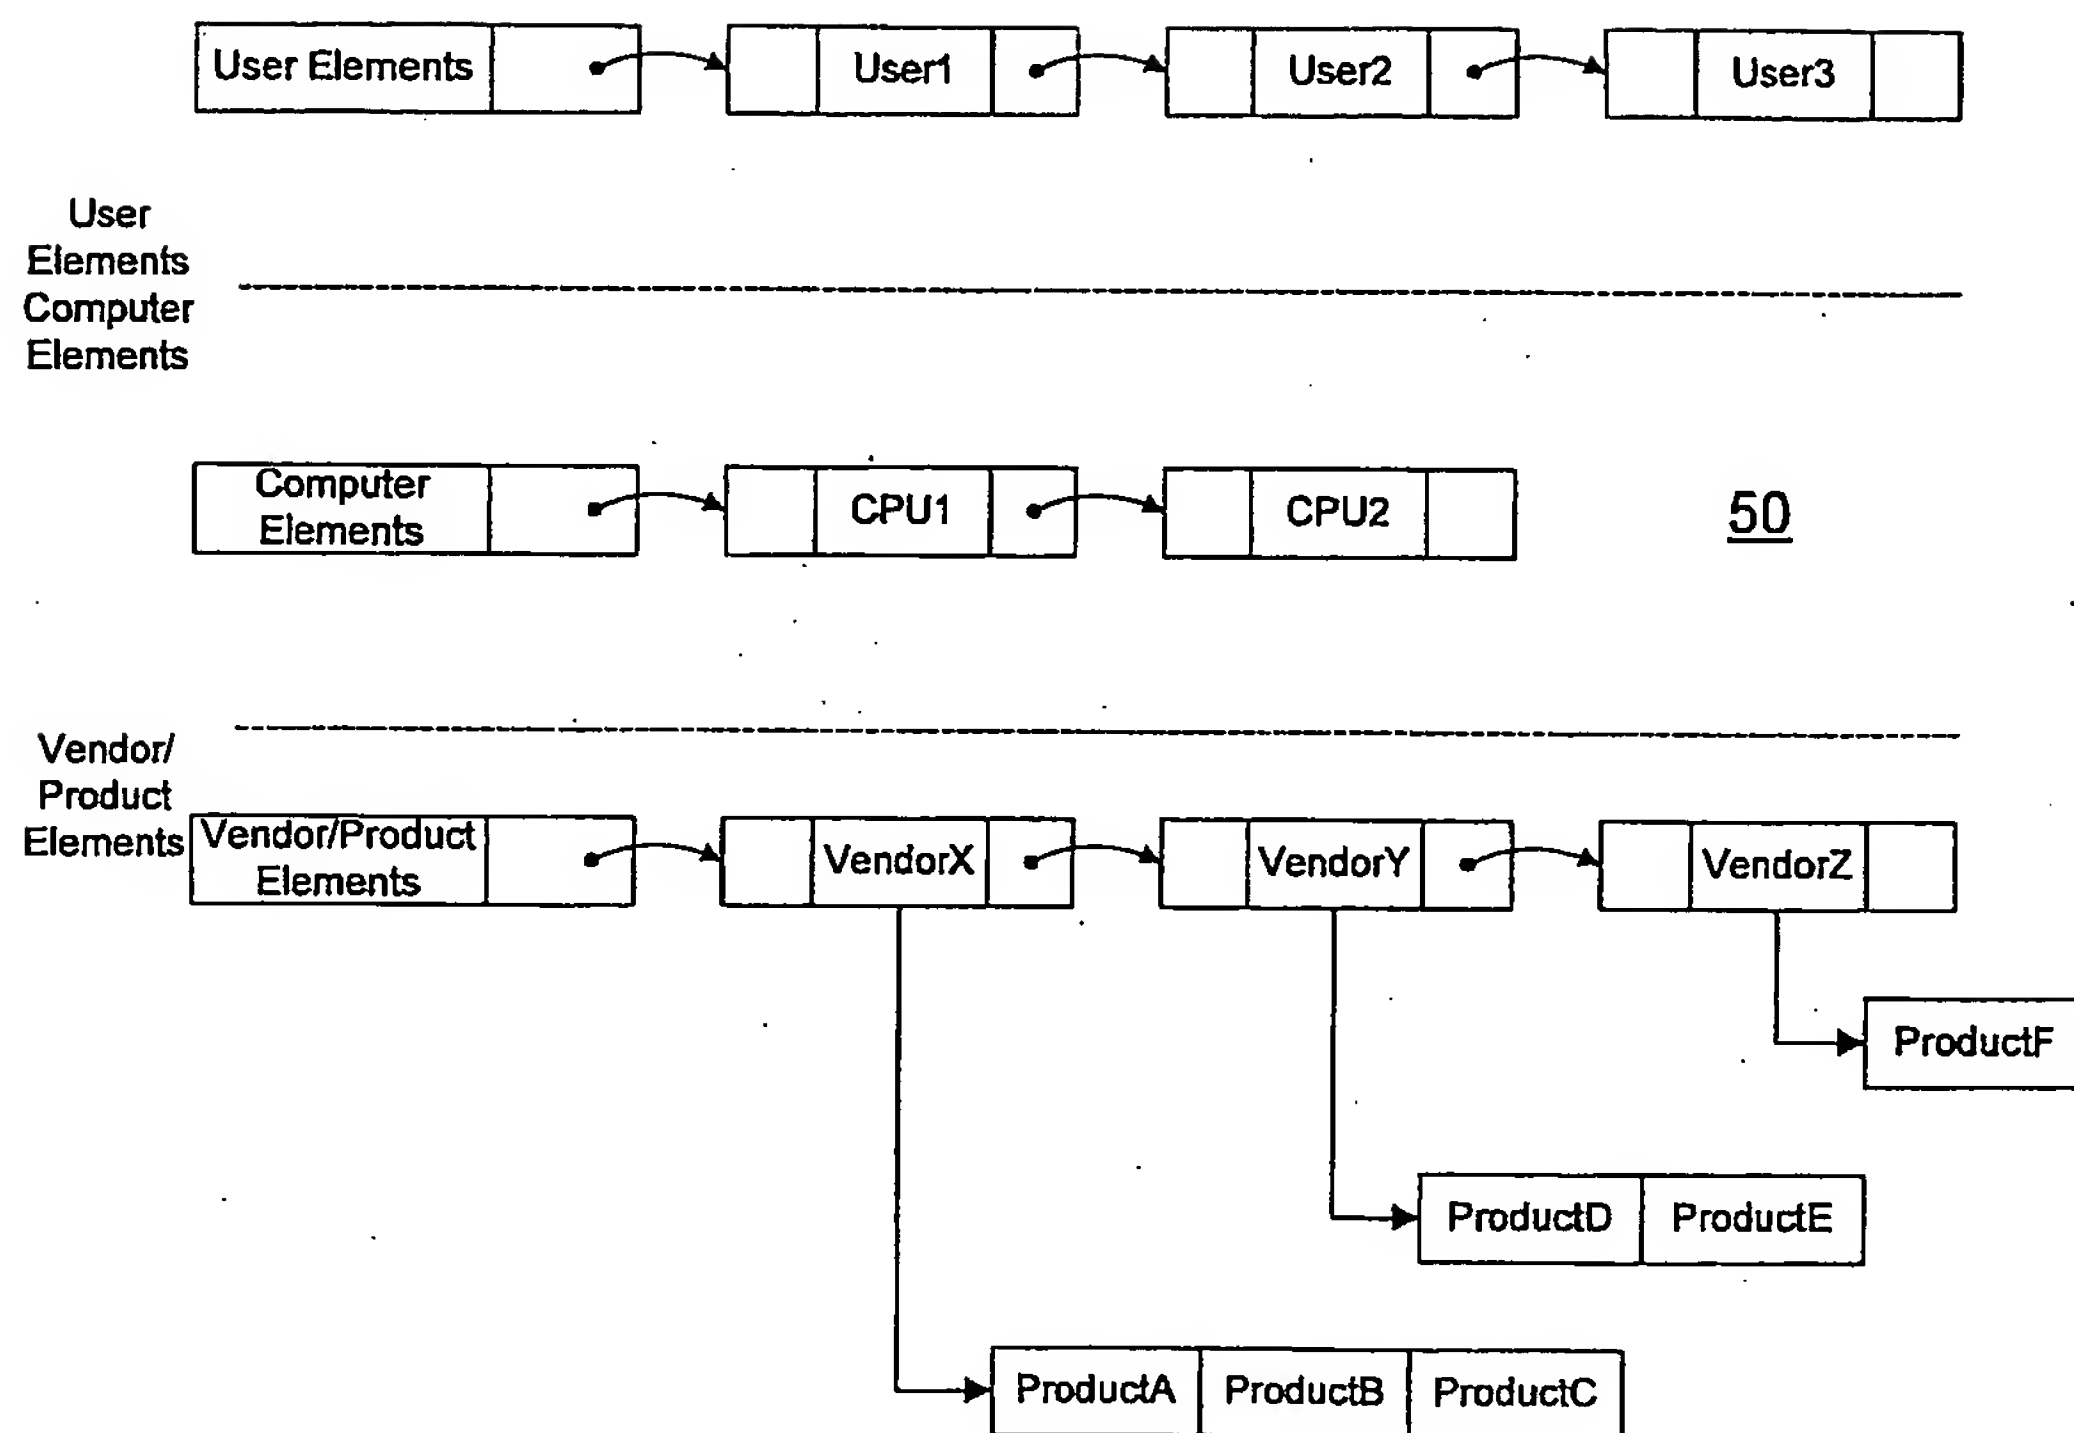 User Elements
User1
User2
User3
User
Elements
Computer
Elements
Computer
Elements
CPU1
CPU2
50
Vendor/
Product
Elements
Vendor/Product
Elements
VendorX
VendorY
VendorZ
ProductF
ProductD
ProductE
ProductA
ProductB
ProductC